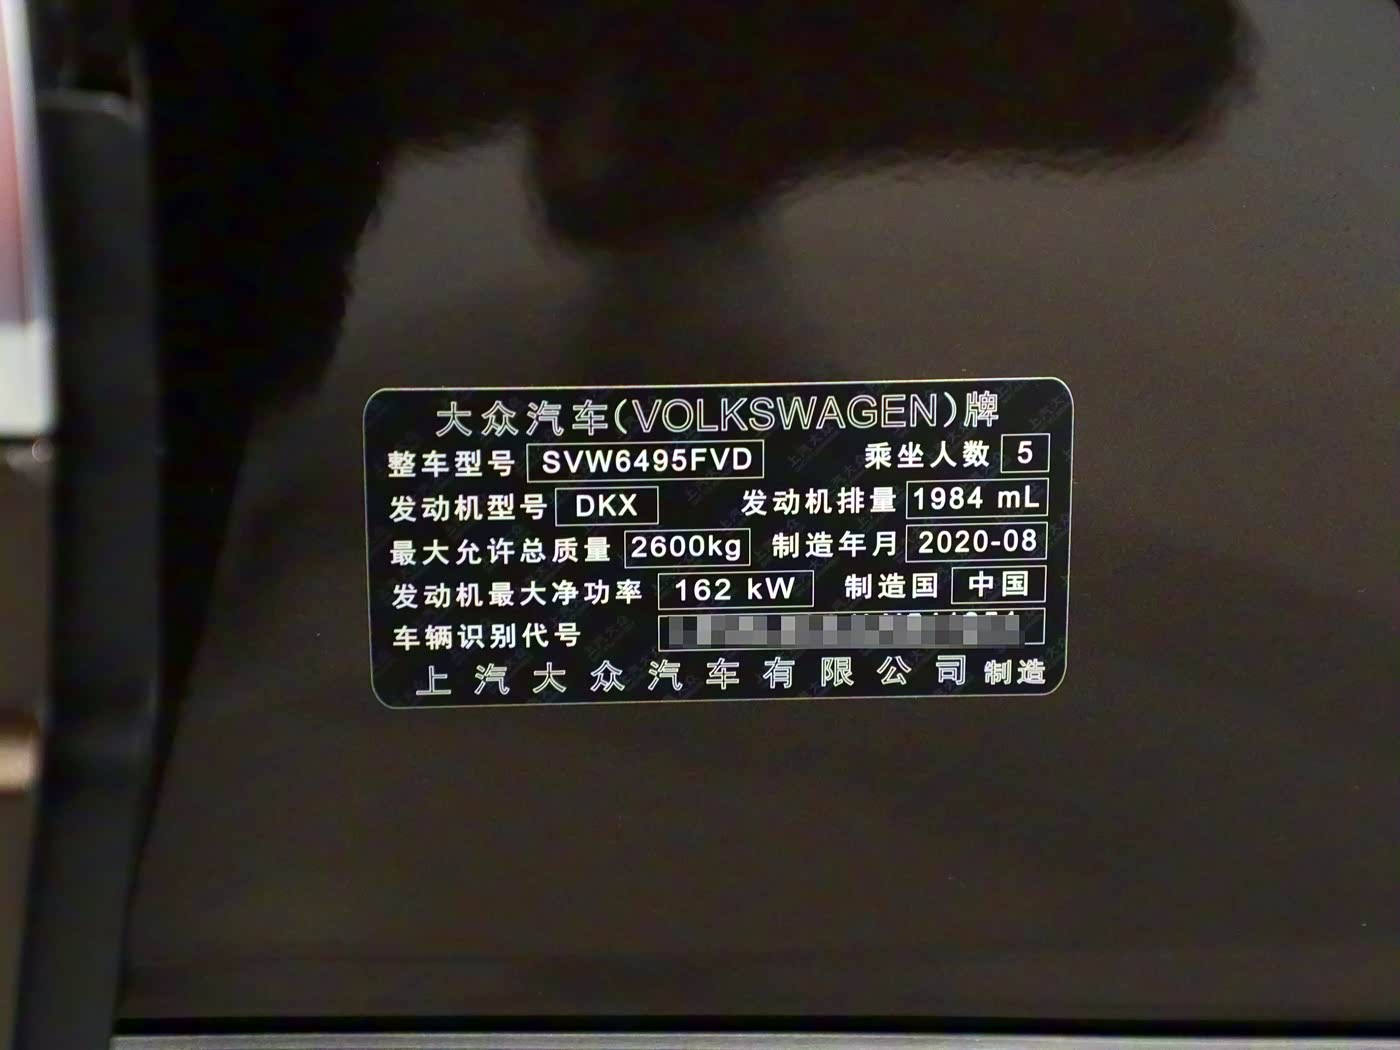 大众汽车(VOLKSWAGEN)牌
整车型号 SVW6495FVD 乘坐人数 5
发动机型号 DKX 发动机排量 1984 mL
最大允许总质量 2600kg 制造年月 2020-08
发动机最大净功率 162 kW 制造国 中国
车辆识别代号
上汽大众汽车有限公司 制造